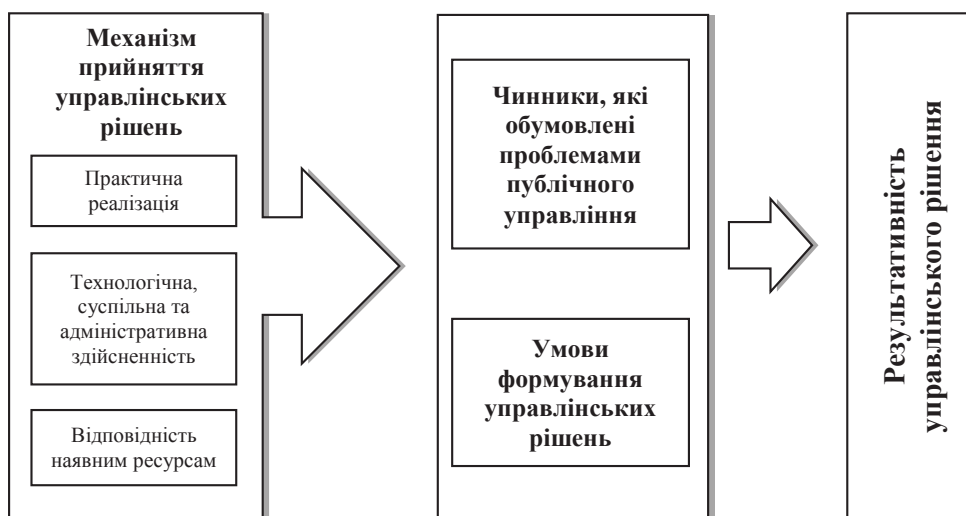 Механізм
прийняття
управлінських
рішень
Практична
реалізація
Технологічна,
суспільна та
адміністративна
здійсненність
Відповідність
наявним ресурсам
Чинники, які
обумовлені
проблемами
публічного
управління
Умови
формування
управлінських
рішень
Результативність
управлінського рішення